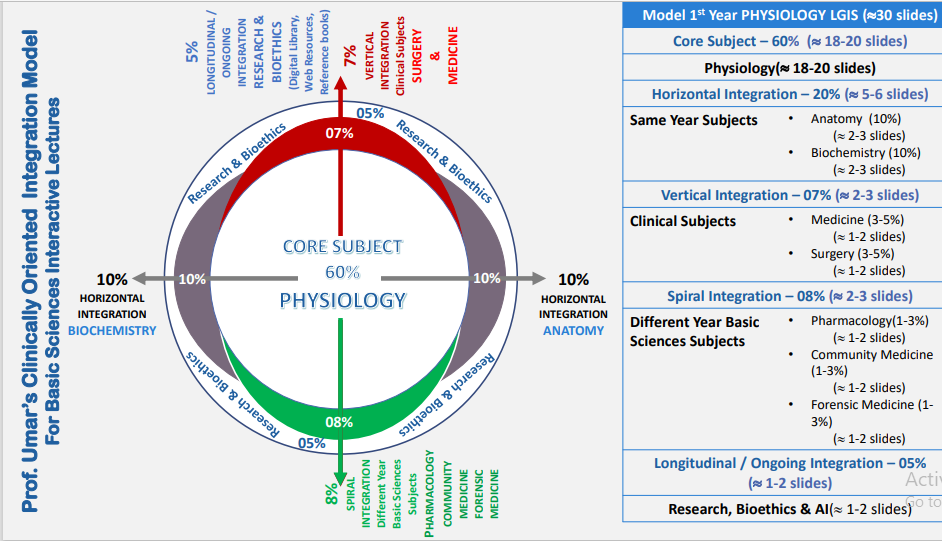 Prof. Umar's Clinically Oriented Integration Model
For Basic Sciences Interactive Lectures
5%
LONGITUDINAL /
ONGOING
INTEGRATION
RESEARCH &
BIOETHICS
(Digital Library,
Web Resources,
Reference books)
7%
VERTICAL
INTEGRATION
Clinical Subjects
SURGERY
&
MEDICINE
05%
07%
Research & Bioethics
Research & Bioethics
CORE SUBJECT
60%
PHYSIOLOGY
10%
10%
10%
HORIZONTAL
INTEGRATION
BIOCHEMISTRY
10%
HORIZONTAL
INTEGRATION
ANATOMY
Research & Bioethics
Research & Bioethics
08%
05%
8%
SPIRAL
INTEGRATION
Different Year
Basic Sciences
Subjects
PHARMACOLOGY
COMMUNITY
MEDICINE
FORENSIC
MEDICINE
Model 1st Year PHYSIOLOGY LGIS (≈30 slides)
Core Subject – 60% (≈ 18-20 slides)
Physiology(≈ 18-20 slides)
Horizontal Integration – 20% (≈ 5-6 slides)
Same Year Subjects
• Anatomy (10%)
(≈ 2-3 slides)
• Biochemistry (10%)
(≈ 2-3 slides)
Vertical Integration – 07% (≈ 2-3 slides)
Clinical Subjects
• Medicine (3-5%)
(≈ 1-2 slides)
• Surgery (3-5%)
(≈ 1-2 slides)
Spiral Integration – 08% (≈ 2-3 slides)
Different Year Basic
Sciences Subjects
• Pharmacology(1-3%)
(≈ 1-2 slides)
• Community Medicine
(1-3%)
(≈ 1-2 slides)
• Forensic Medicine (1-
3%)
(≈ 1-2 slides)
Longitudinal / Ongoing Integration – 05%
(≈ 1-2 slides)
Research, Bioethics & AI(≈ 1-2 slides)
Activ
Go to